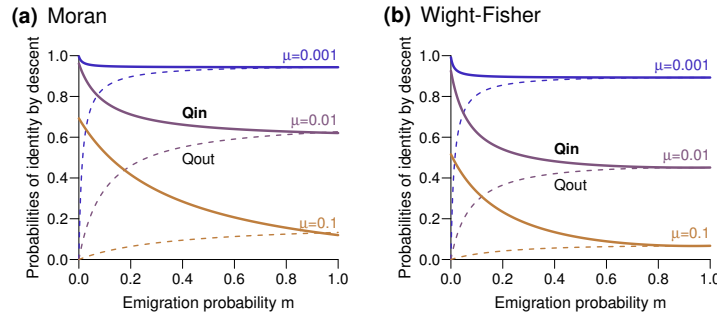 (a) Moran
Probabilities of identity by descent
1.0
0.8
0.6
0.4
0.2
0.0
μ=0.001
Qin
μ=0.01
Qout
μ=0.1
0.0 0.2 0.4 0.6 0.8 1.0
Emigration probability m
(b) Wight-Fisher
Probabilities of identity by descent
1.0
0.8
0.6
0.4
0.2
0.0
μ=0.001
Qin
μ=0.01
Qout
μ=0.1
0.0 0.2 0.4 0.6 0.8 1.0
Emigration probability m